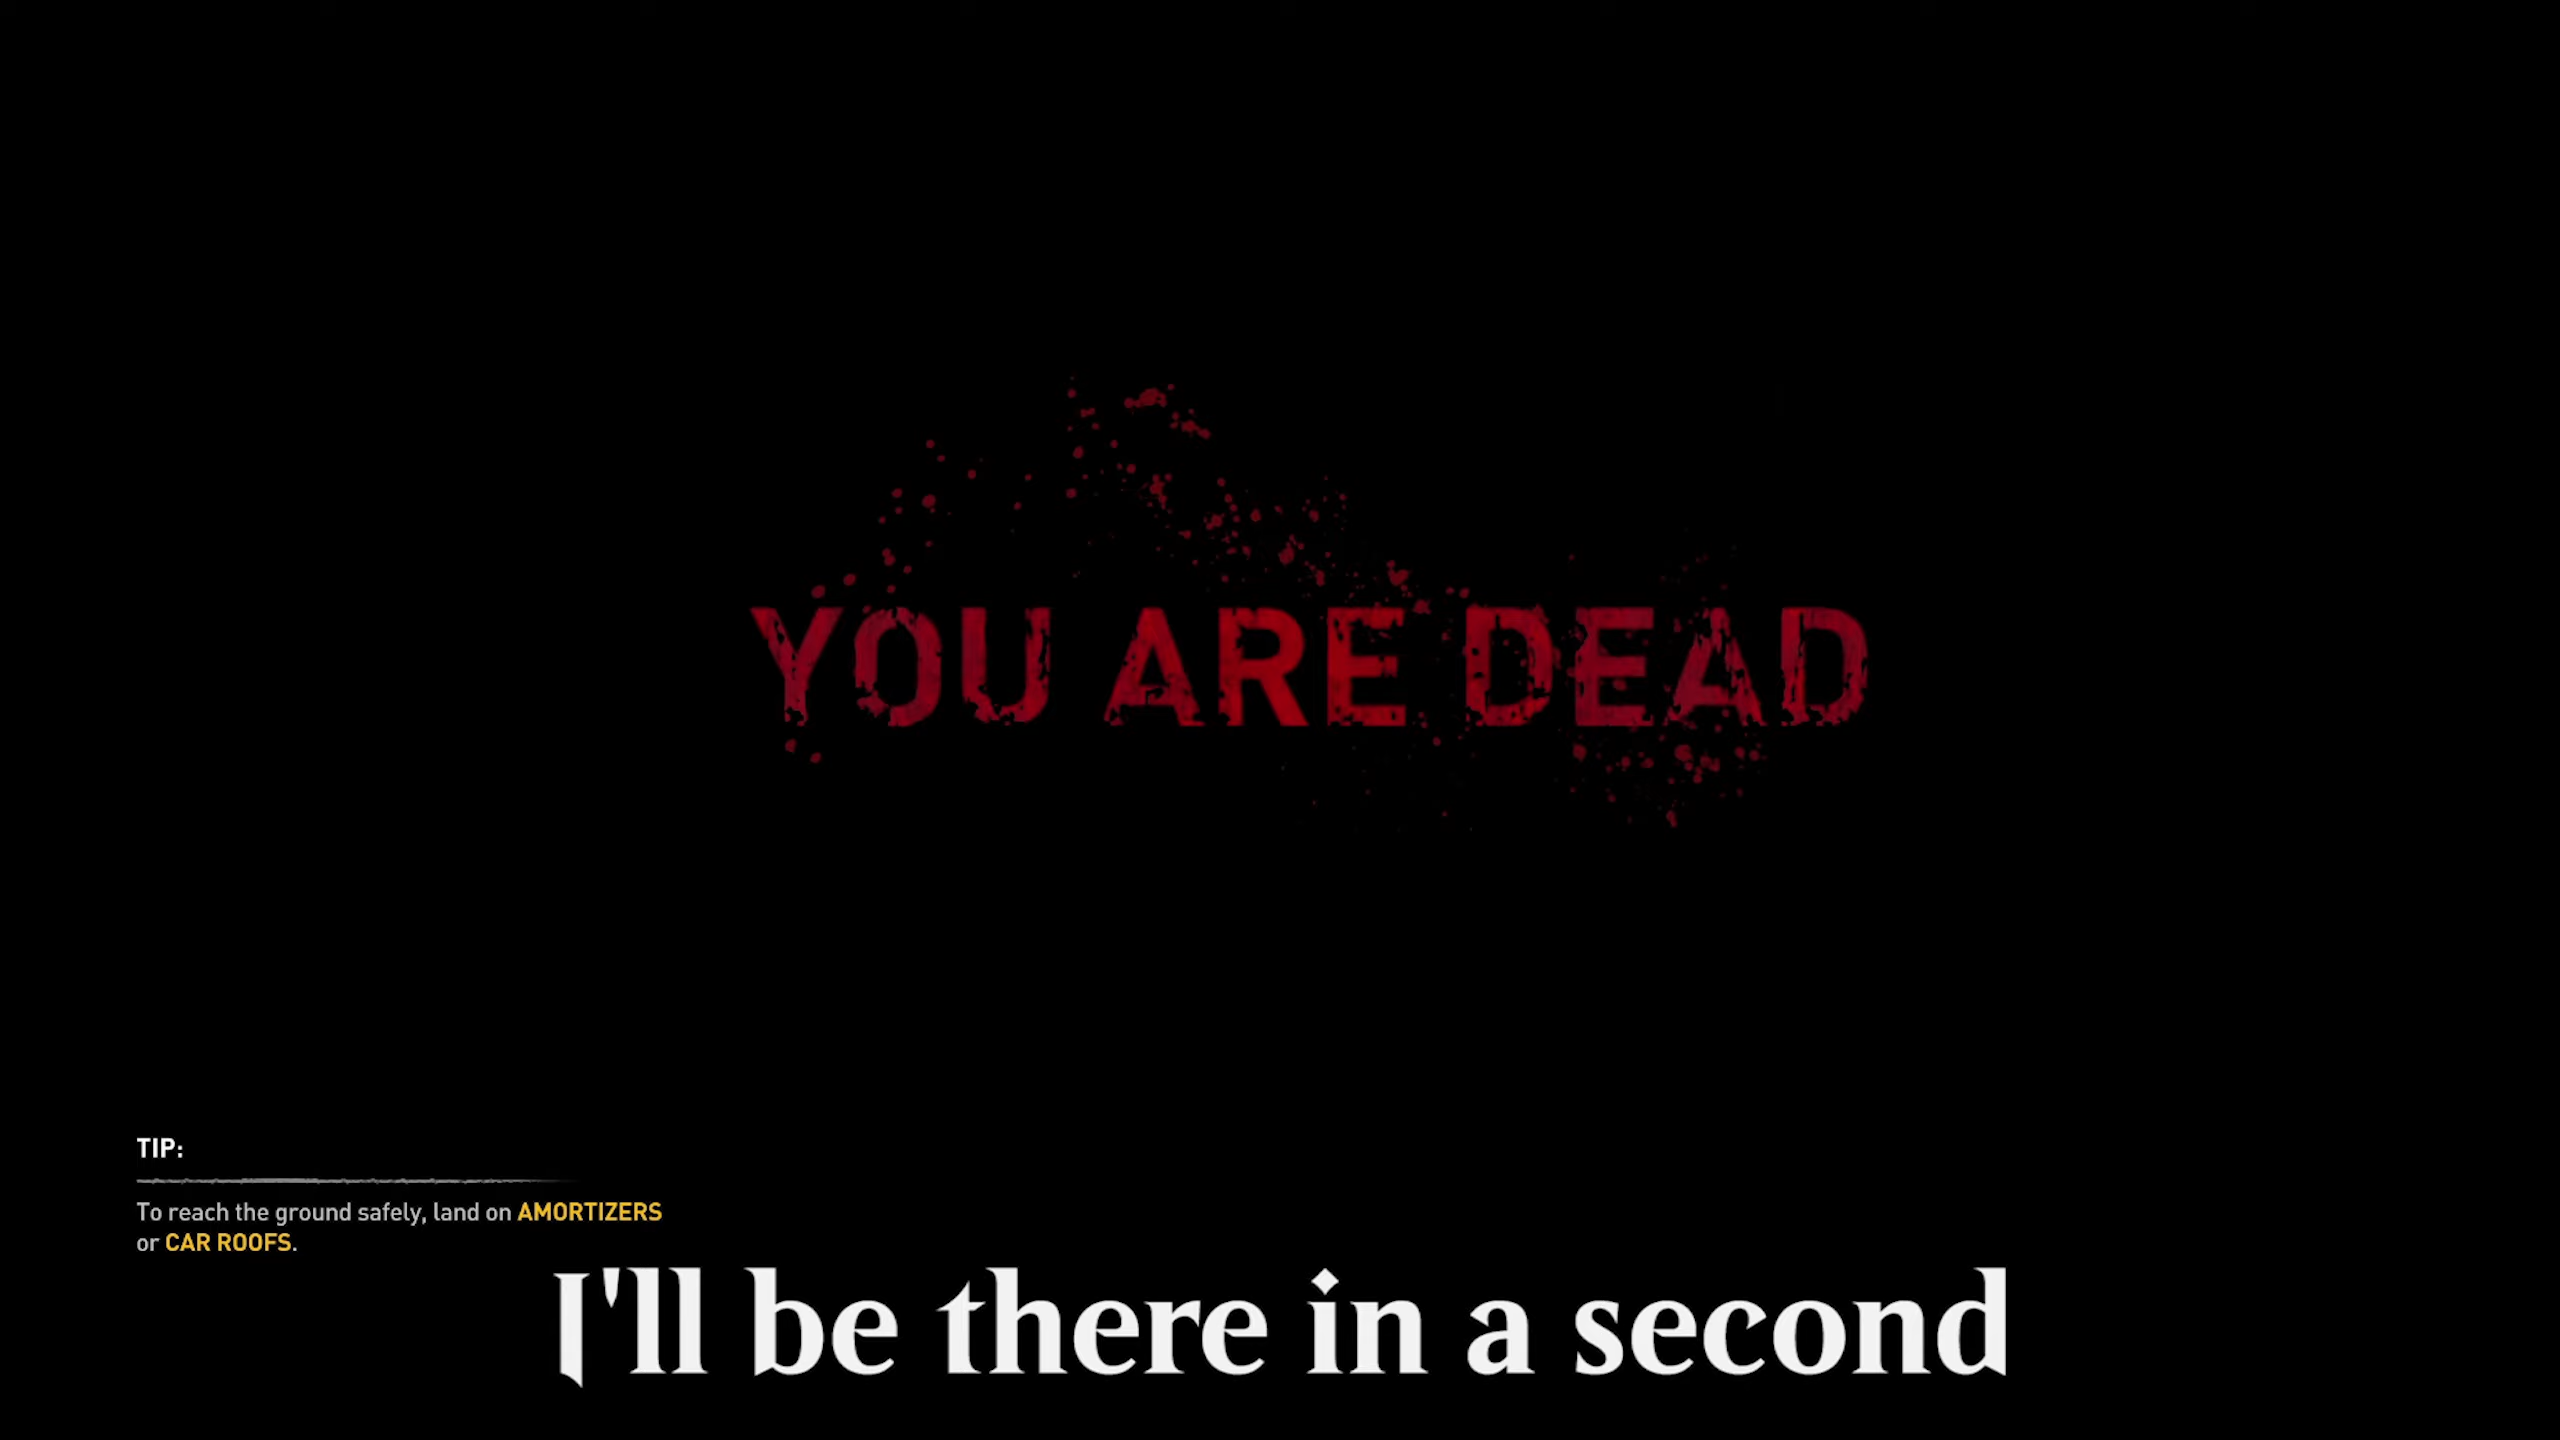 YOU ARE DEAD
TIP:
To reach the ground safely, land on AMORTIZERS
or CAR ROOFS.
I'll be there in a second